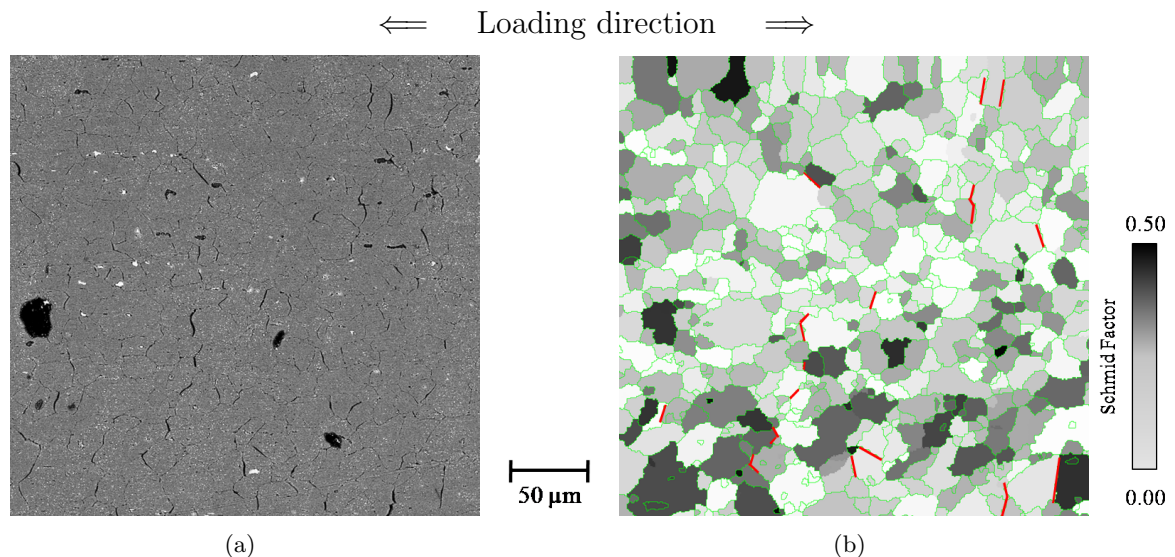 ⇐ Loading direction ⇒
0.50
Schmid Factor
50 μm
0.00
(a)
(b)